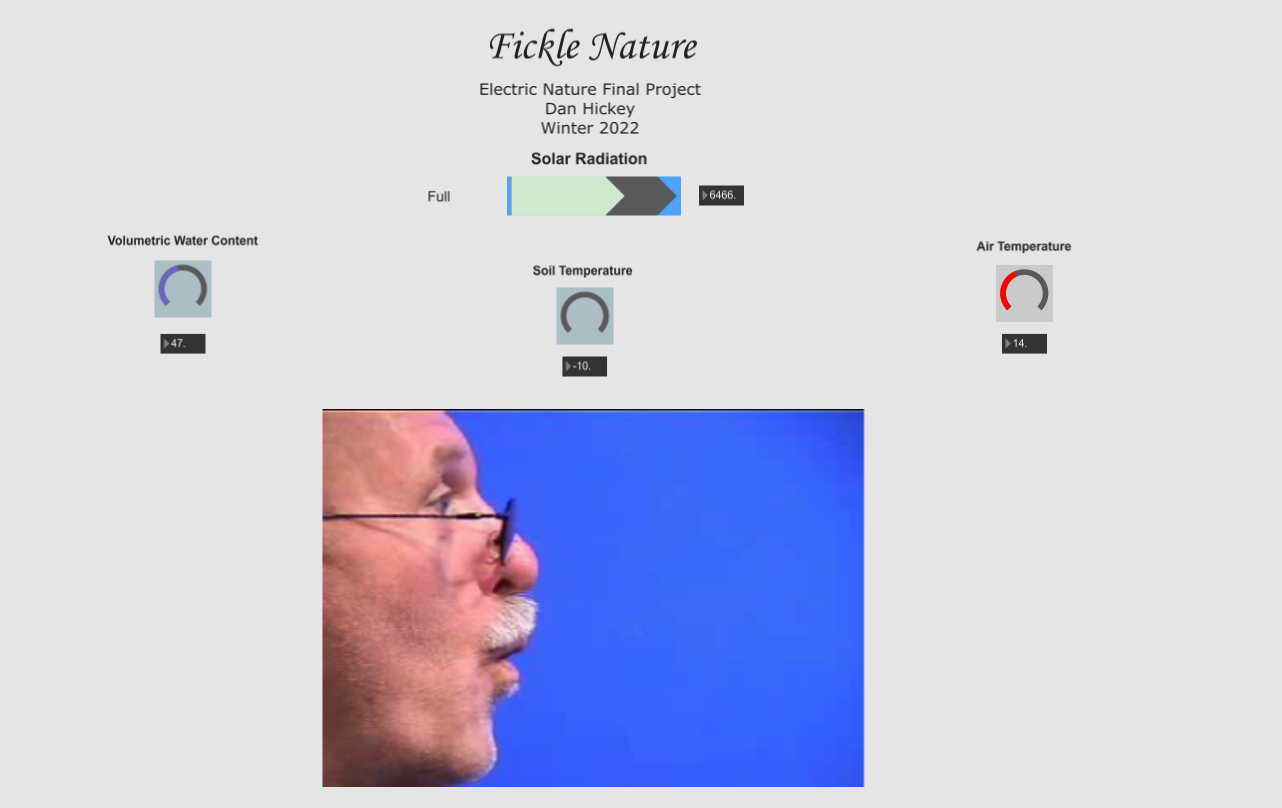 Fickle Nature
Electric Nature Final Project
Dan Hickey
Winter 2022
Solar Radiation
Full
6466.
Volumetric Water Content
47.
Soil Temperature
-10.
Air Temperature
14.